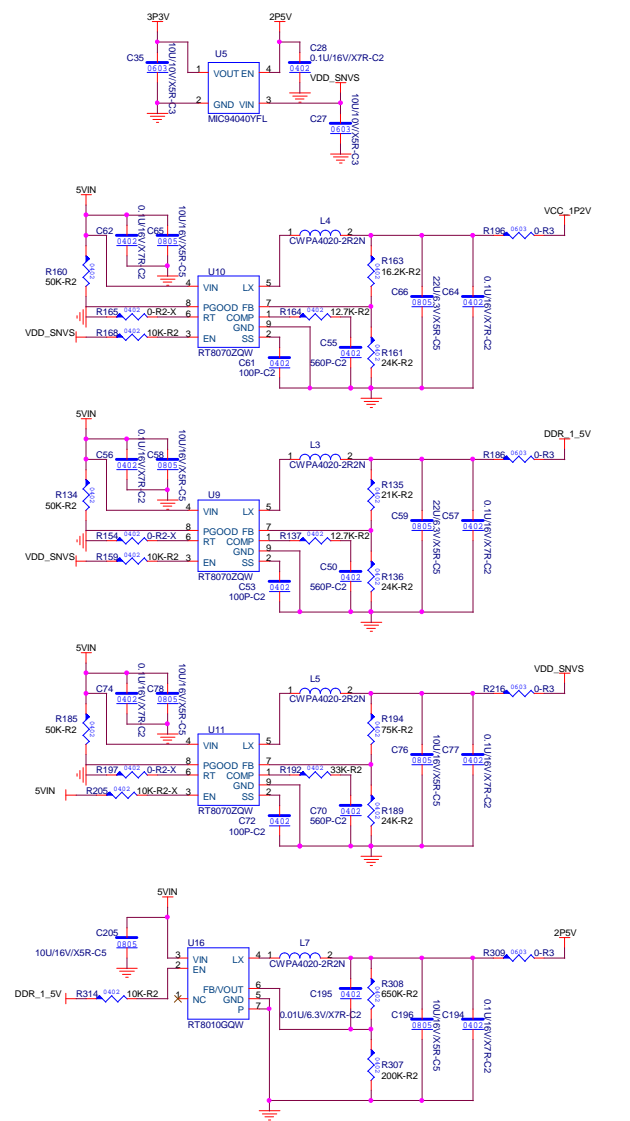 3P3V
2P5V
C35
0603
10U/10V/X5R-C3
U5
1 VOUT EN 4
2 GND VIN 3
MIC94040YFL
C28
0.1U/16V/X7R-C2
0402
VDD_SNVS
C27
0603
10U/10V/X5R-C3
5VIN
C62
0402
0.1U/16V/X7R-C2
C65
0805
10U/16V/X5R-C5
R160
50K-R2
0402
U10
4 VIN LX 5
8 PGOOD FB 7
6 RT COMP 1
GND 9
3 EN SS 2
RT8070ZQW
R165 0402 0-R2-X
VDD_SNVS
R168 0402 10K-R2
L4
1 2
CWPA4020-2R2N
R164 0402 12.7K-R2
C61
100P-C2
0402
C55
560P-C2
0402
R163
16.2K-R2
0402
R161
24K-R2
0402
C66
0805
22U/6.3V/X5R-C5
C64
0402
0.1U/16V/X7R-C2
R196 0603 0-R3
VCC_1P2V
5VIN
C56
0402
0.1U/16V/X7R-C2
C58
0805
10U/16V/X5R-C5
R134
50K-R2
0402
U9
4 VIN LX 5
8 PGOOD FB 7
6 RT COMP 1
GND 9
3 EN SS 2
RT8070ZQW
R154 0402 0-R2-X
VDD_SNVS
R159 0402 10K-R2
L3
1 2
CWPA4020-2R2N
R137 0402 12.7K-R2
C53
100P-C2
0402
C50
560P-C2
0402
R135
21K-R2
0402
R136
24K-R2
0402
C59
0805
22U/6.3V/X5R-C5
C57
0402
0.1U/16V/X7R-C2
R186 0603 0-R3
DDR_1_5V
5VIN
C74
0402
0.1U/16V/X7R-C2
C78
0805
10U/16V/X5R-C5
R185
50K-R2
0402
U11
4 VIN LX 5
8 PGOOD FB 7
6 RT COMP 1
GND 9
3 EN SS 2
RT8070ZQW
R197 0402 0-R2-X
5VIN
R205 0402 10K-R2-X
L5
1 2
CWPA4020-2R2N
R192 0402 33K-R2
C72
100P-C2
0402
C70
560P-C2
0402
R194
75K-R2
0402
R189
24K-R2
0402
C76
0805
10U/16V/X5R-C5
C77
0402
0.1U/16V/X7R-C2
R216 0603 0-R3
VDD_SNVS
5VIN
C205
0805
10U/16V/X5R-C5
U16
3 VIN LX 4
2 EN
FB/VOUT 6
1 NC GND 5
P 7
RT8010GQW
DDR_1_5V
R314 0402 10K-R2
L7
1 2
CWPA4020-2R2N
C195
0402
0.01U/6.3V/X7R-C2
R308
650K-R2
0402
R307
200K-R2
0402
C196
0805
10U/16V/X5R-C5
C194
0402
0.1U/16V/X7R-C2
R309 0603 0-R3
2P5V